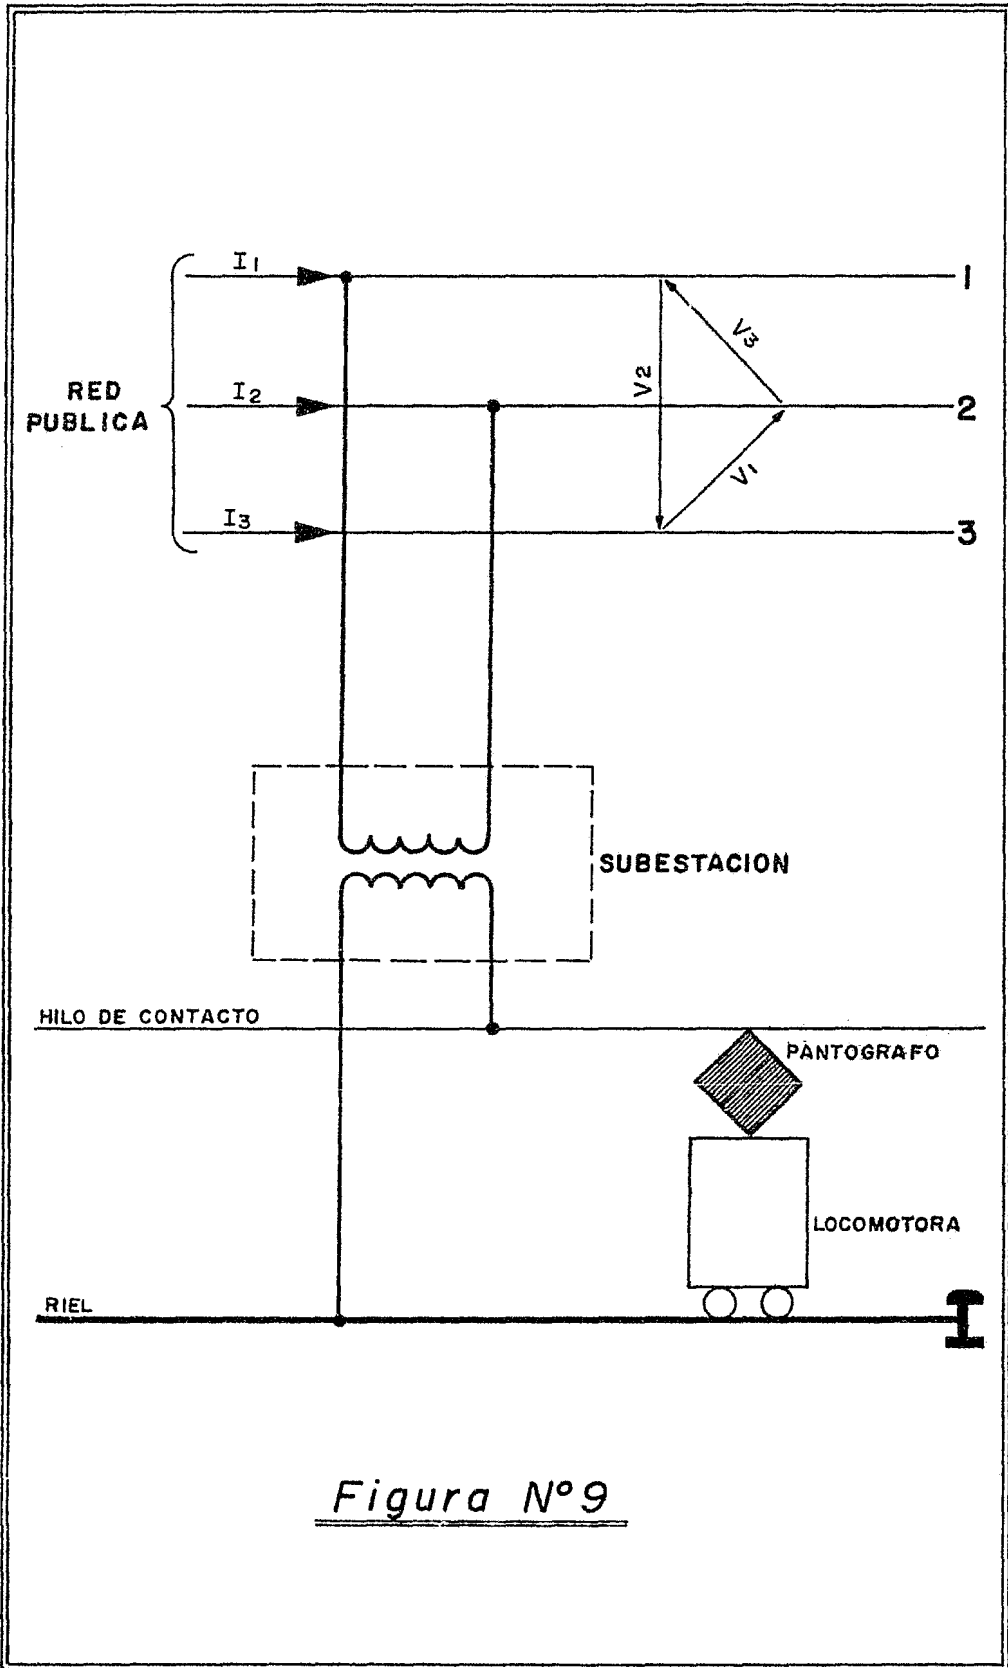 I1
1
V3
V2
RED
PUBLICA
I2
2
V1
I3
3
SUBESTACION
HILO DE CONTACTO
PANTOGRAFO
LOCOMOTORA
RIEL
Figura Nº9